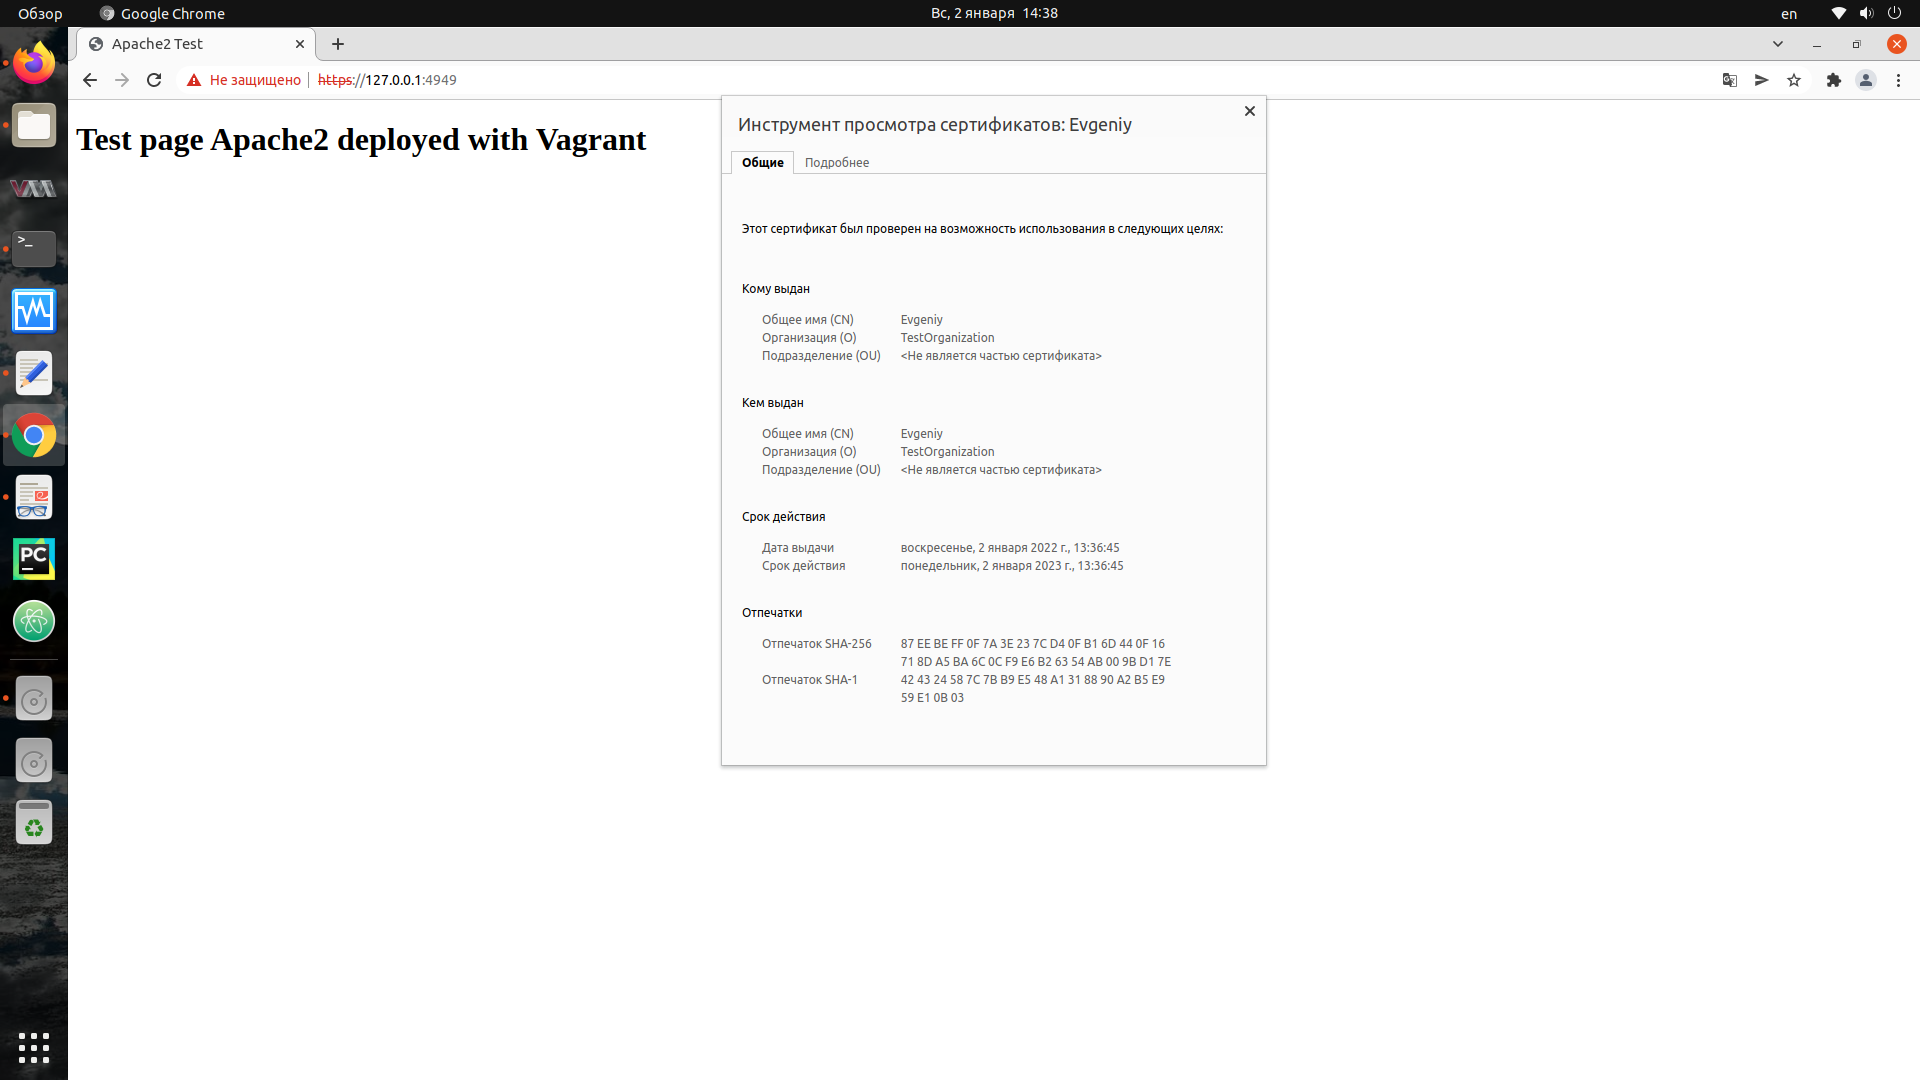 Обзор
Google Chrome
Вс, 2 января 14:38
en
Apache2 Test
Не защищено
https://127.0.0.1:4949
Test page Apache2 deployed with Vagrant
Инструмент просмотра сертификатов: Evgeniy
Общие
Подробнее
Этот сертификат был проверен на возможность использования в следующих целях:
Кому выдан
Общее имя (CN) Evgeniy
Организация (O) TestOrganization
Подразделение (OU) <Не является частью сертификата>
Кем выдан
Общее имя (CN) Evgeniy
Организация (O) TestOrganization
Подразделение (OU) <Не является частью сертификата>
Срок действия
Дата выдачи воскресенье, 2 января 2022 г., 13:36:45
Срок действия понедельник, 2 января 2023 г., 13:36:45
Отпечатки
Отпечаток SHA-256 87 EE BE FF 0F 7A 3E 23 7C D4 0F B1 6D 44 0F 16
71 8D A5 BA 6C 0C F9 E6 B2 63 54 AB 00 9B D1 7E
Отпечаток SHA-1 42 43 24 58 7C 7B B9 E5 48 A1 31 88 90 A2 B5 E9
59 E1 0B 03
VM
>_
PC